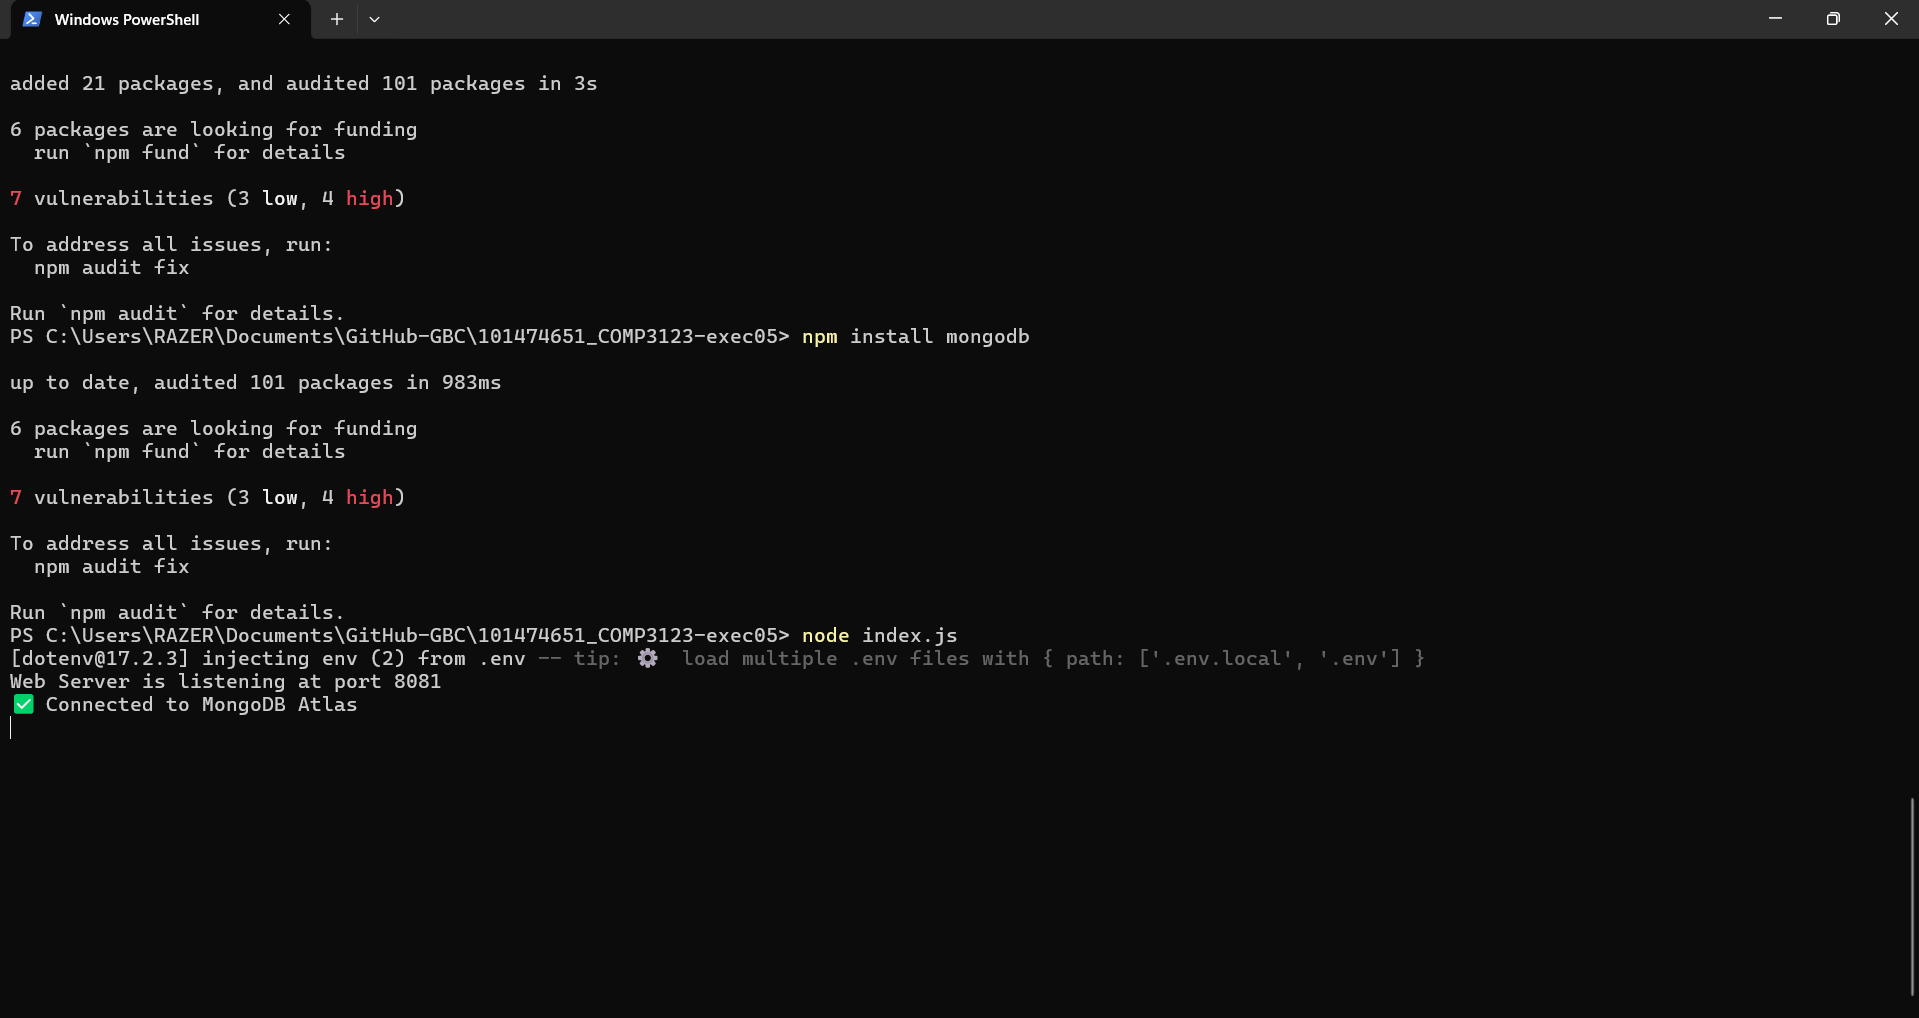 Windows PowerShell
added 21 packages, and audited 101 packages in 3s
6 packages are looking for funding
  run `npm fund` for details
7 vulnerabilities (3 low, 4 high)
To address all issues, run:
  npm audit fix
Run `npm audit` for details.
PS C:\Users\RAZER\Documents\GitHub-GBC\101474651_COMP3123-exec05> npm install mongodb
up to date, audited 101 packages in 983ms
6 packages are looking for funding
  run `npm fund` for details
7 vulnerabilities (3 low, 4 high)
To address all issues, run:
  npm audit fix
Run `npm audit` for details.
PS C:\Users\RAZER\Documents\GitHub-GBC\101474651_COMP3123-exec05> node index.js
[dotenv@17.2.3] injecting env (2) from .env -- tip: ⚙️  load multiple .env files with { path: ['.env.local', '.env'] }
Web Server is listening at port 8081
✅ Connected to MongoDB Atlas